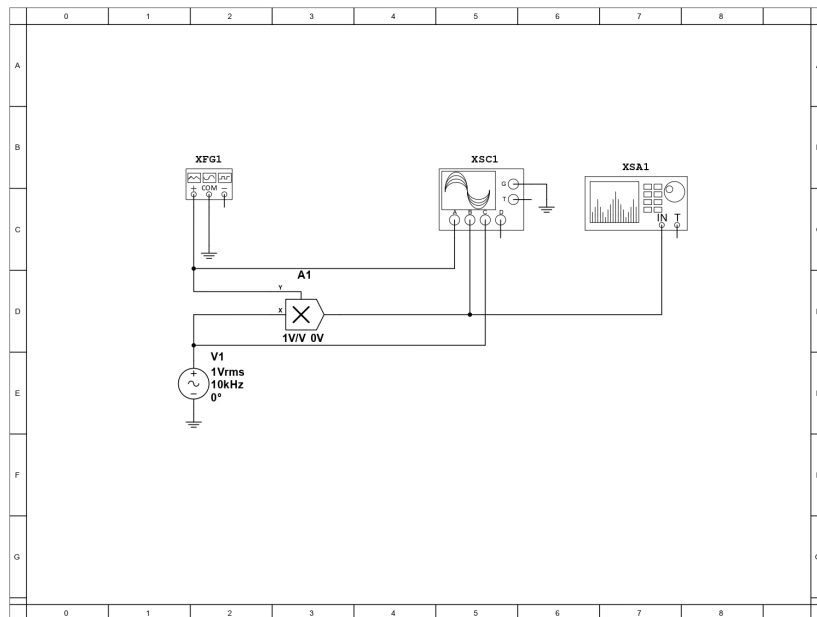 0 1 2 3 4 5 6 7 8
A
B
XFG1
XSC1
XSA1
+ COM −
G
T
A B C D
IN T
C
A1
Y
X
D
1V/V 0V
V1
+
1Vrms
10kHz
−
0°
E
F
G
0 1 2 3 4 5 6 7 8